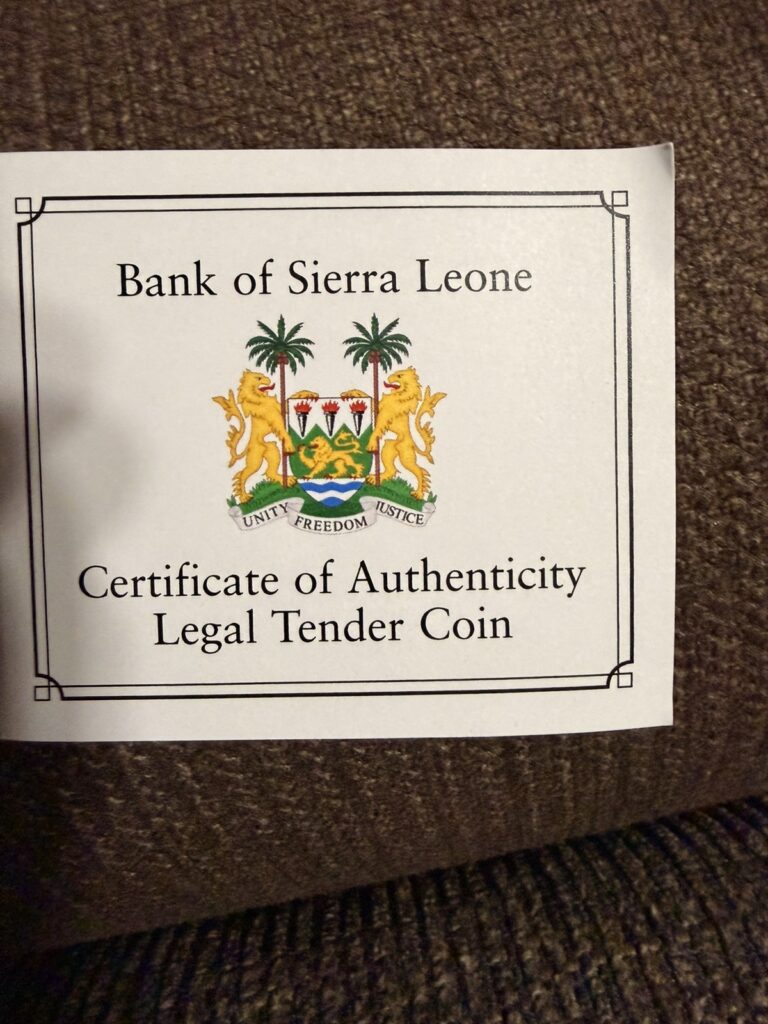 Bank of Sierra Leone
UNITY FREEDOM JUSTICE
Certificate of Authenticity
Legal Tender Coin